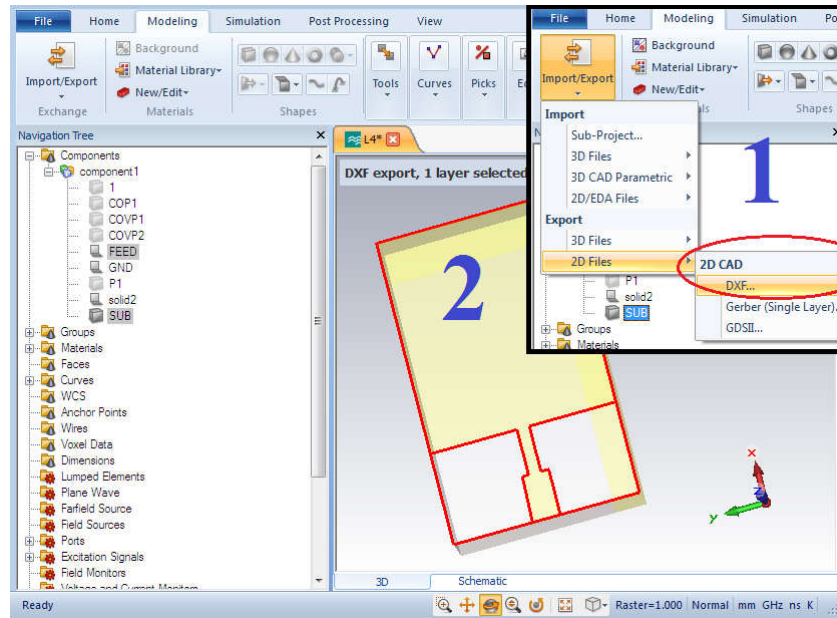 File Home Modeling Simulation Post Processing View
Import/Export
Background
Material Library
New/Edit
Tools
Curves
Picks
Exchange
Materials
Shapes
Navigation Tree
L4*
Components
component1
1
COP1
COVP1
COVP2
FEED
GND
P1
solid2
SUB
Groups
Materials
Faces
Curves
WCS
Anchor Points
Wires
Voxel Data
Dimensions
Lumped Elements
Plane Wave
Farfield Source
Field Sources
Ports
Excitation Signals
Field Monitors
Voltage and Current Monitors
DXF export, 1 layer selected
2
x
y
z
3D
Schematic
Ready
Raster=1.000 Normal mm GHz ns K
File Home Modeling Simulation
Import/Export
Background
Material Library
New/Edit
Shapes
Import
Sub-Project...
3D Files
3D CAD Parametric
2D/EDA Files
Export
3D Files
2D Files
2D CAD
DXF...
Gerber (Single Layer)
GDSII...
P1
solid2
SUB
Groups
Materials
1